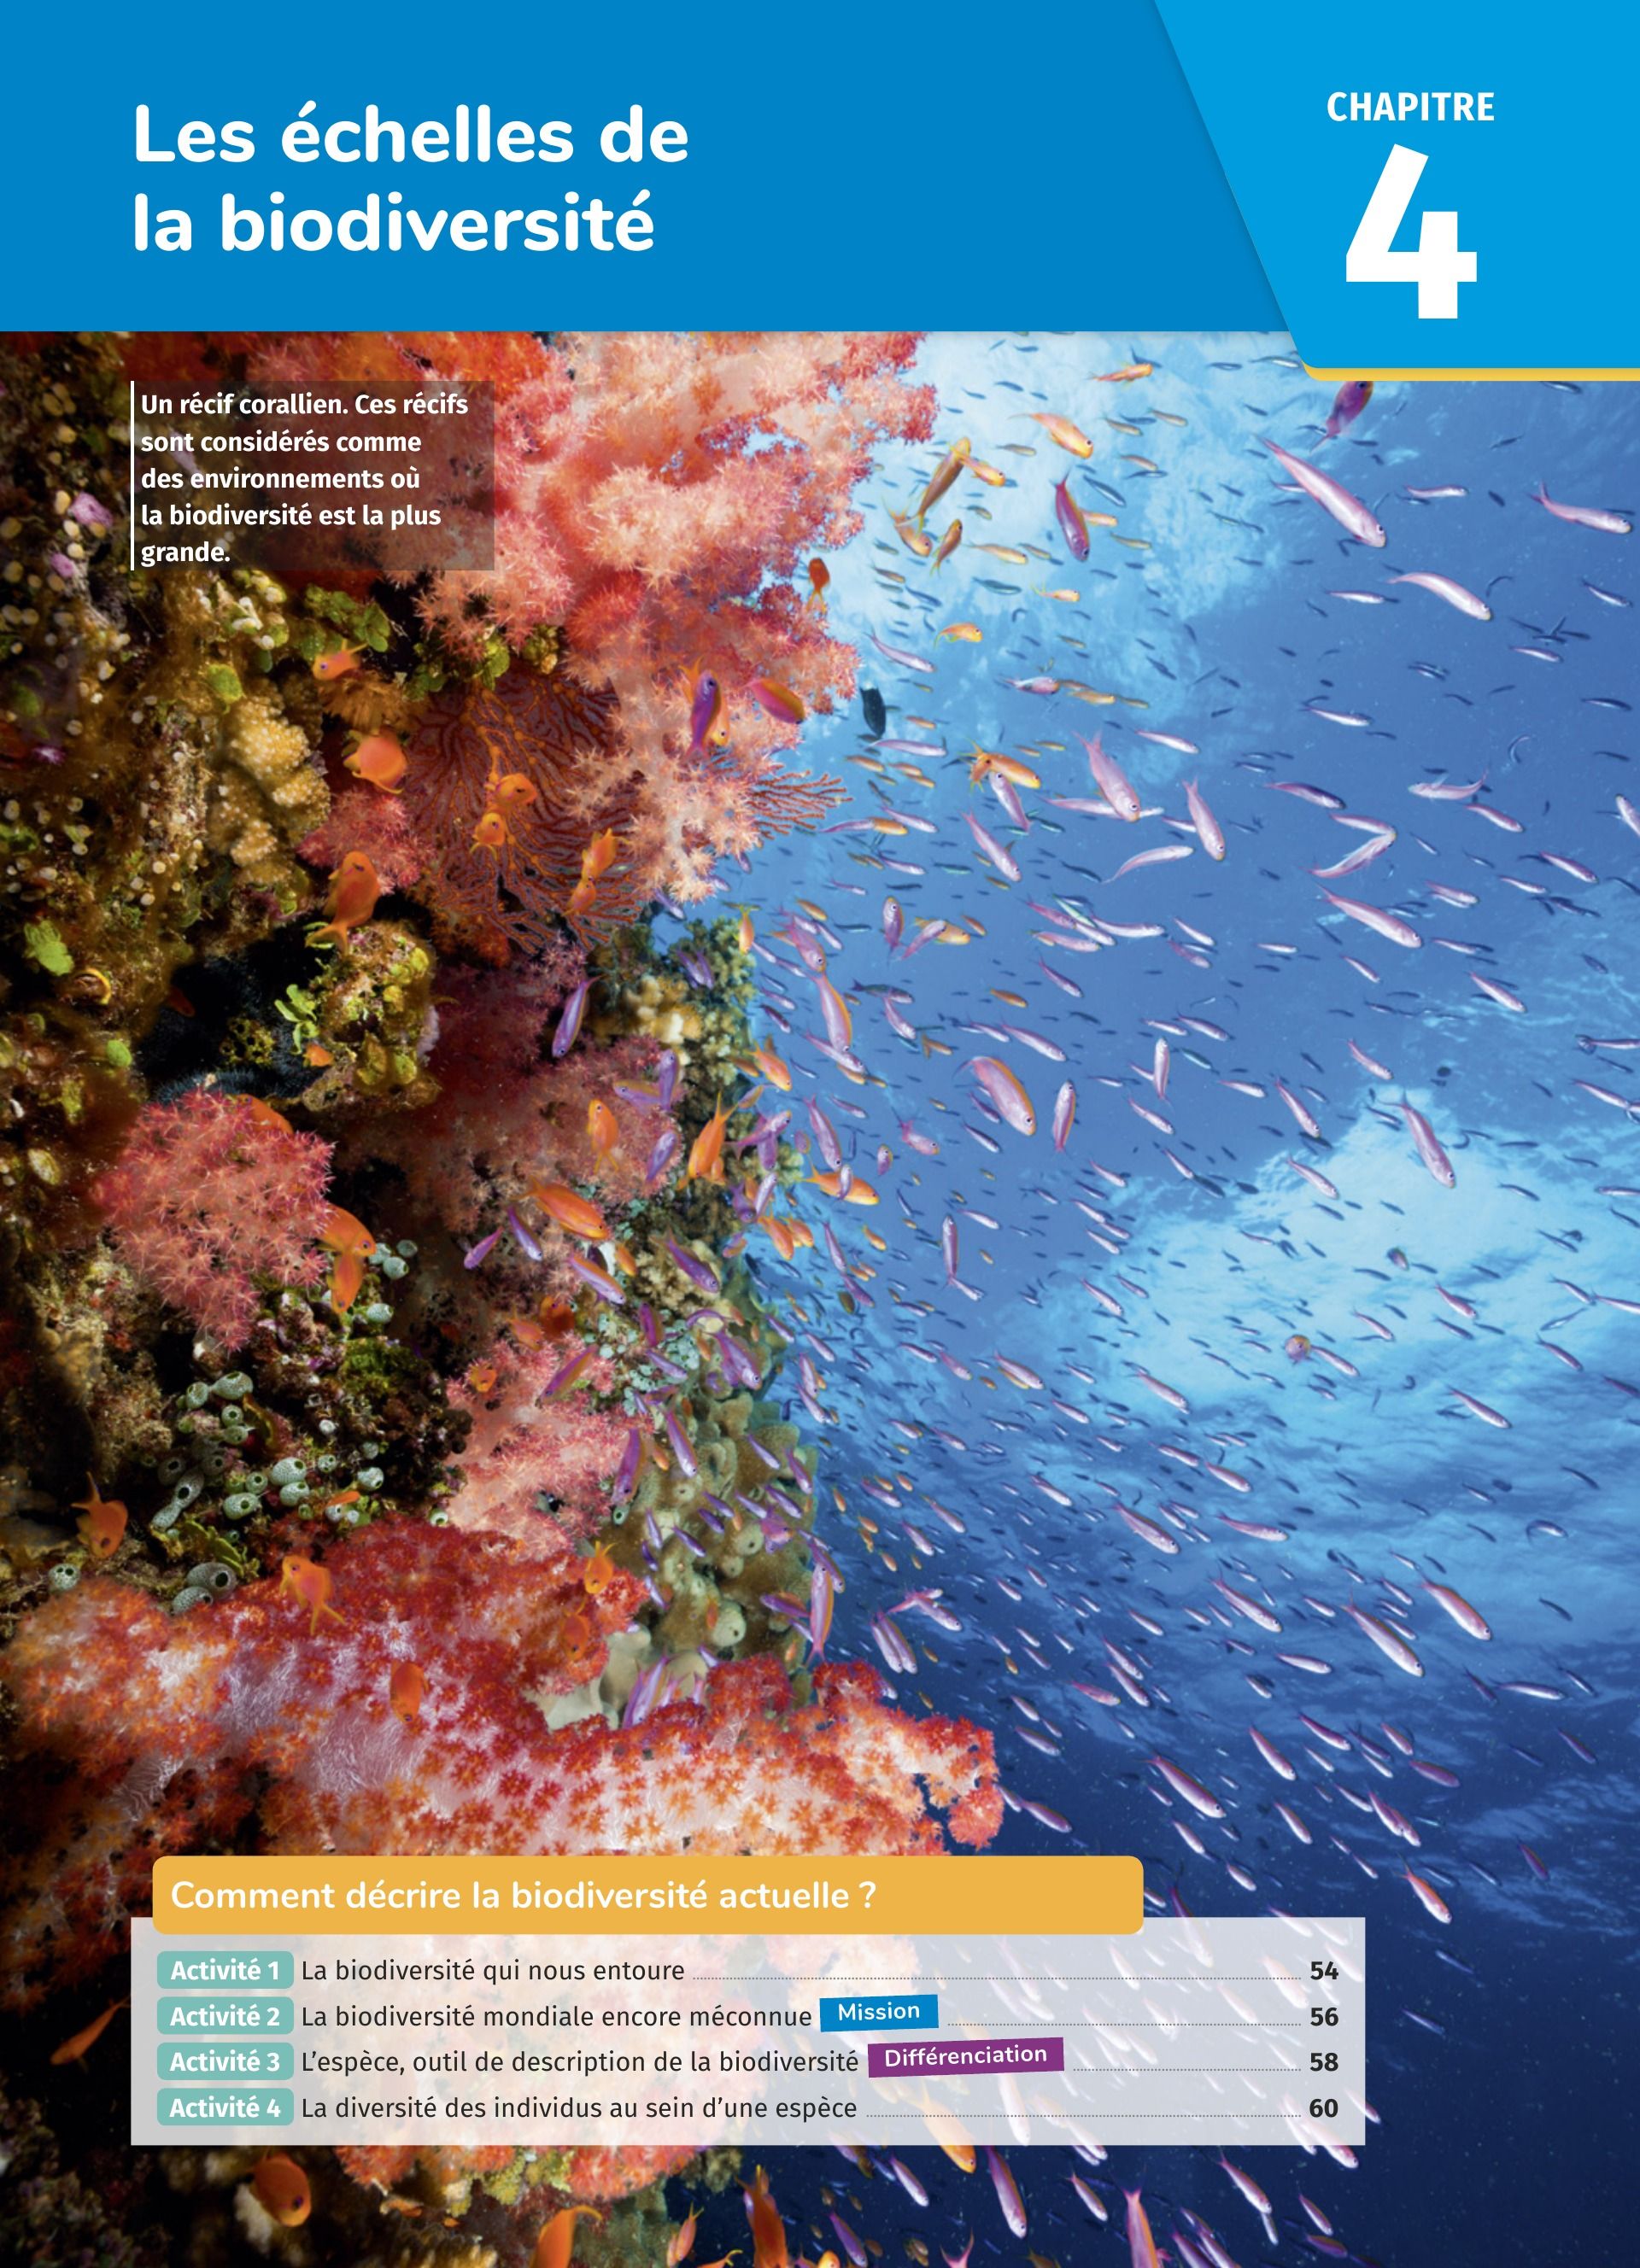 Les échelles de
la biodiversité
CHAPITRE
4
Un récif corallien. Ces récifs
sont considérés comme
des environnements où
la biodiversité est la plus
grande.
Comment décrire la biodiversité actuelle ?
Activité 1 La biodiversité qui nous entoure 54
Activité 2 La biodiversité mondiale encore méconnue Mission 56
Activité 3 L’espèce, outil de description de la biodiversité Différenciation 58
Activité 4 La diversité des individus au sein d’une espèce 60